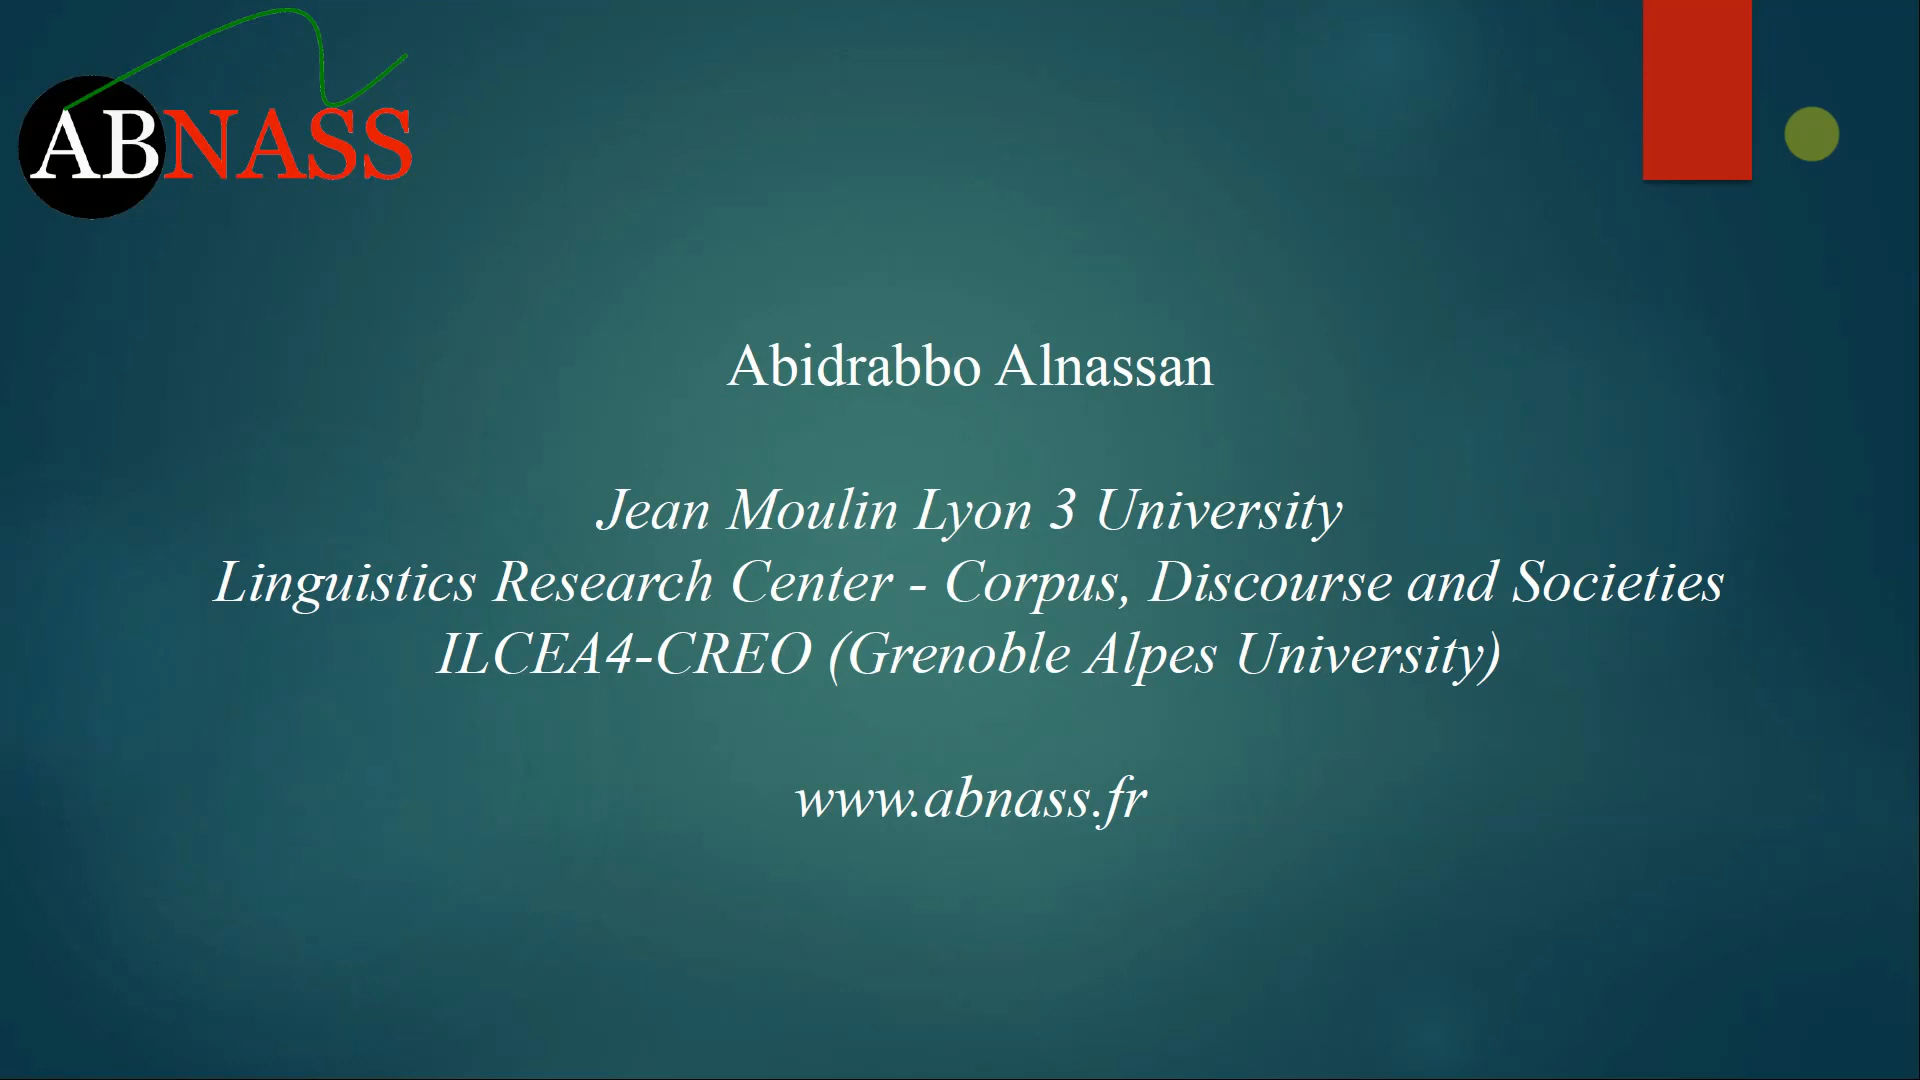 ABNASS
Abidrabbo Alnassan
Jean Moulin Lyon 3 University
Linguistics Research Center - Corpus, Discourse and Societies
ILCEA4-CREO (Grenoble Alpes University)
www.abnass.fr